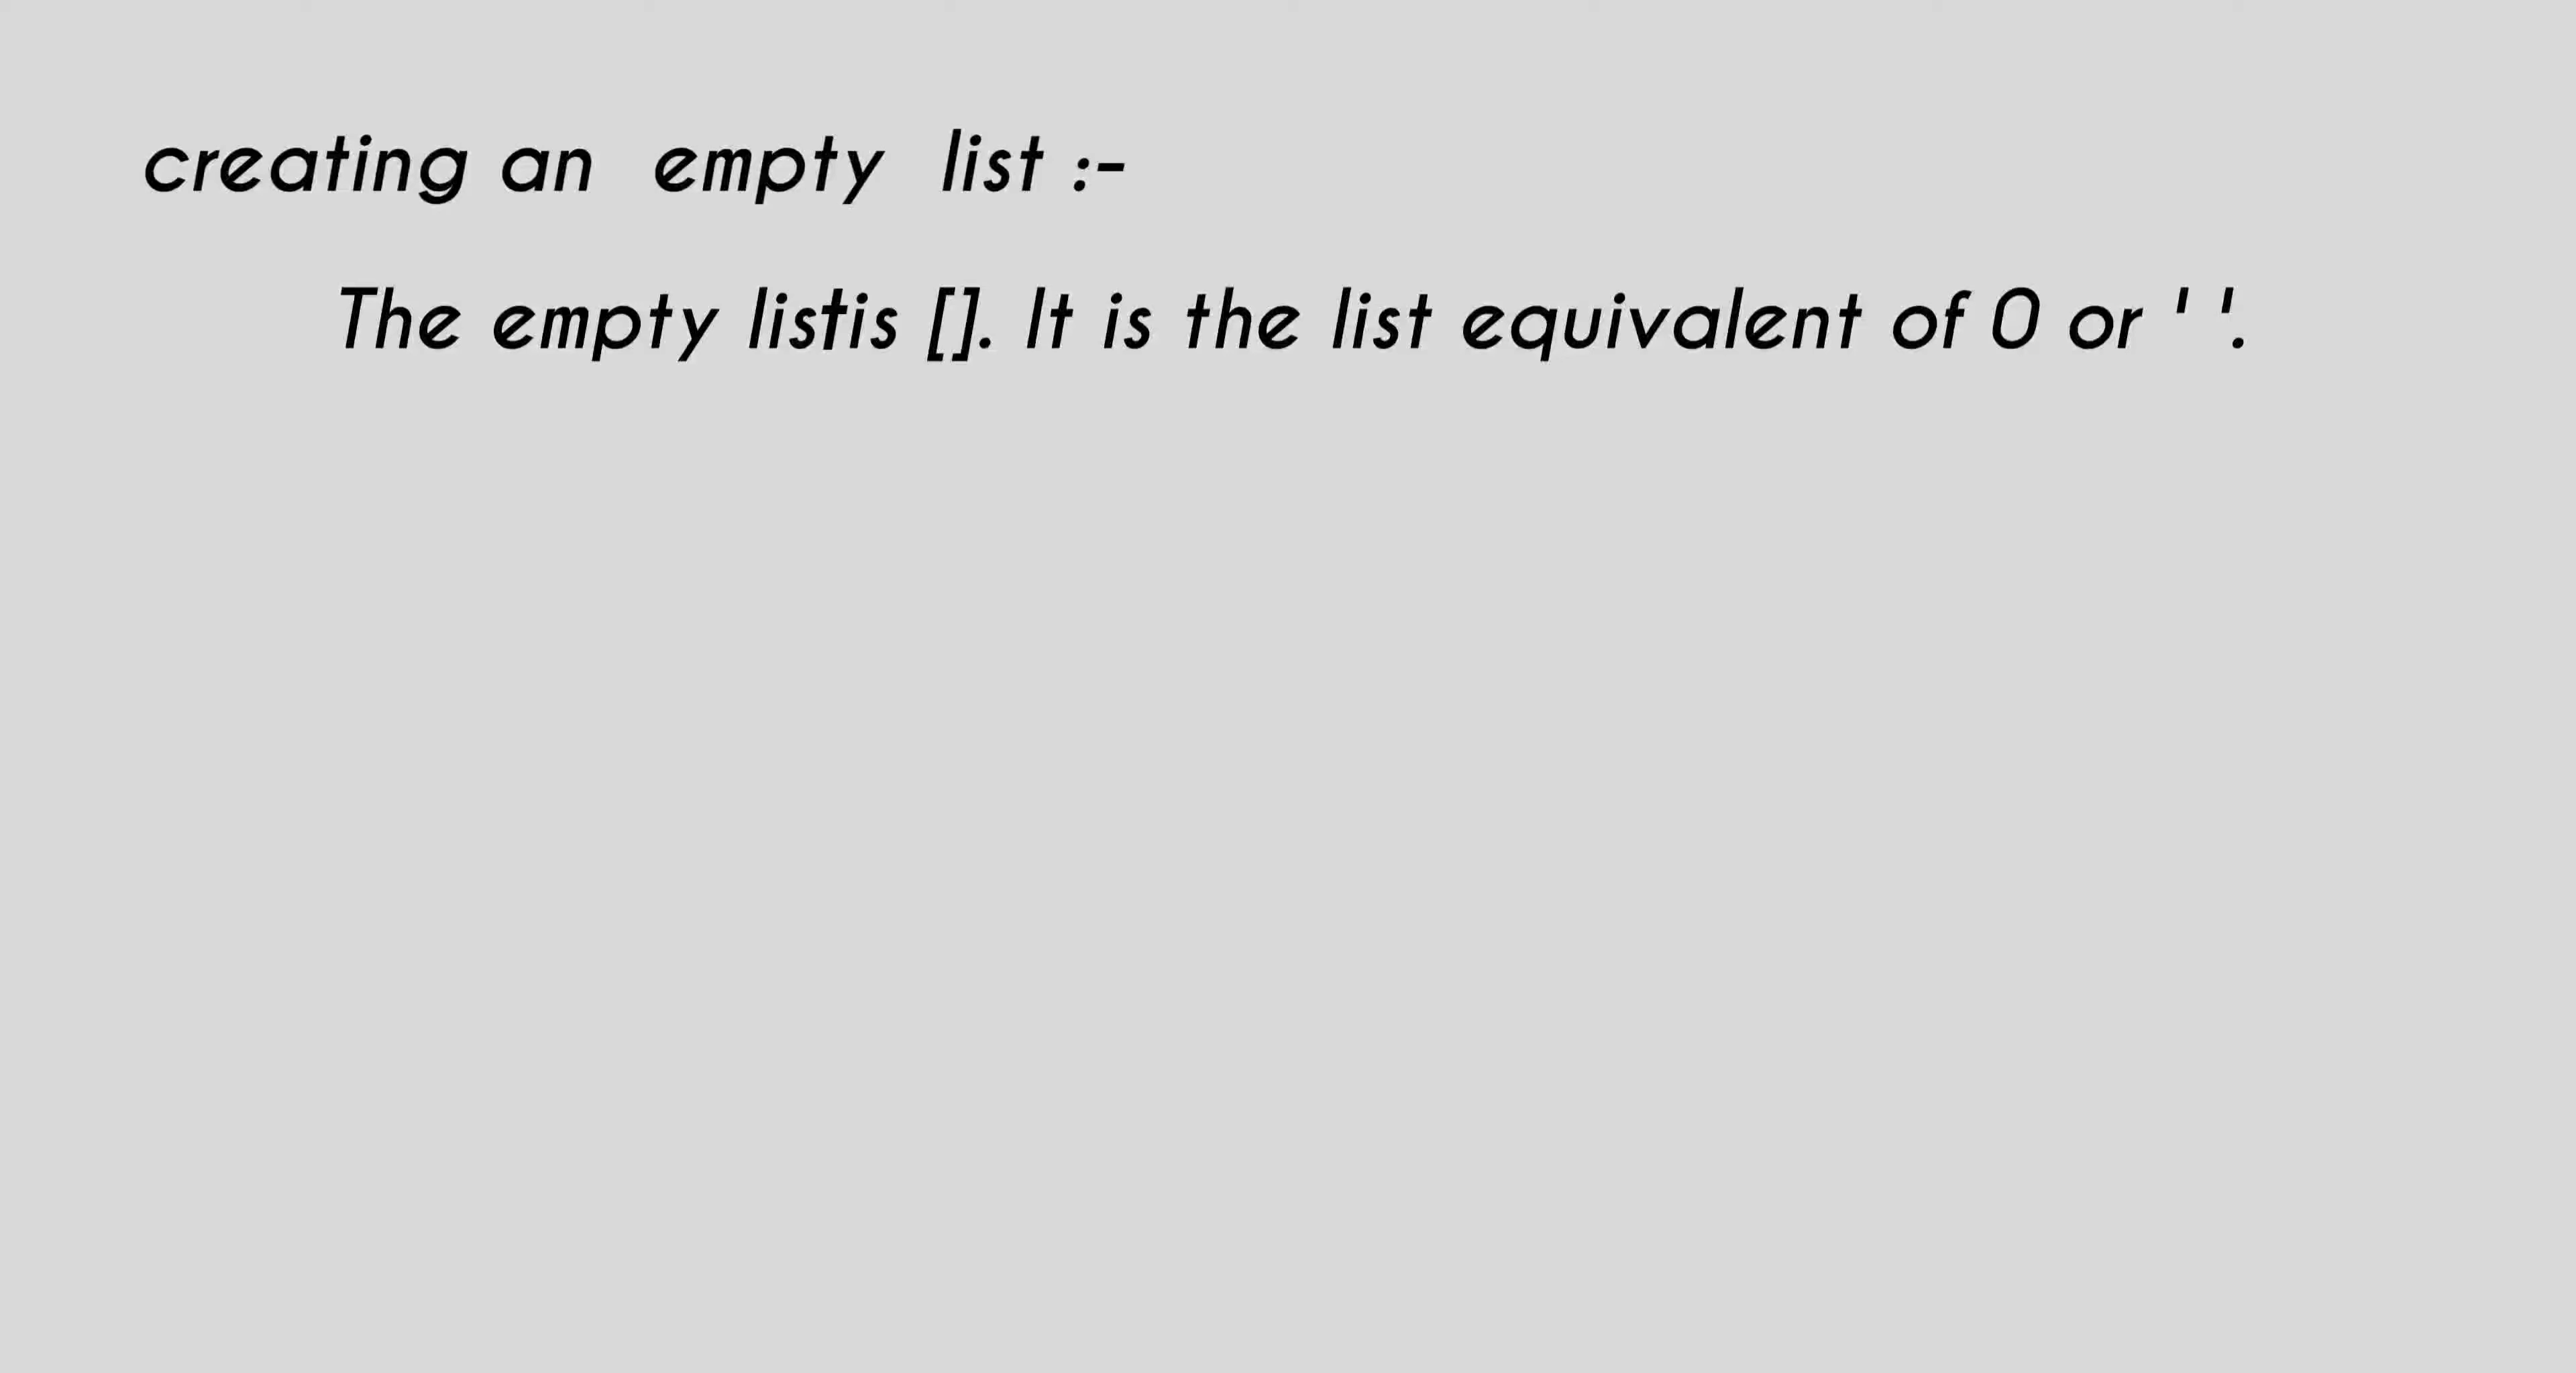 creating an empty list :-
The empty listis []. It is the list equivalent of 0 or ' '.